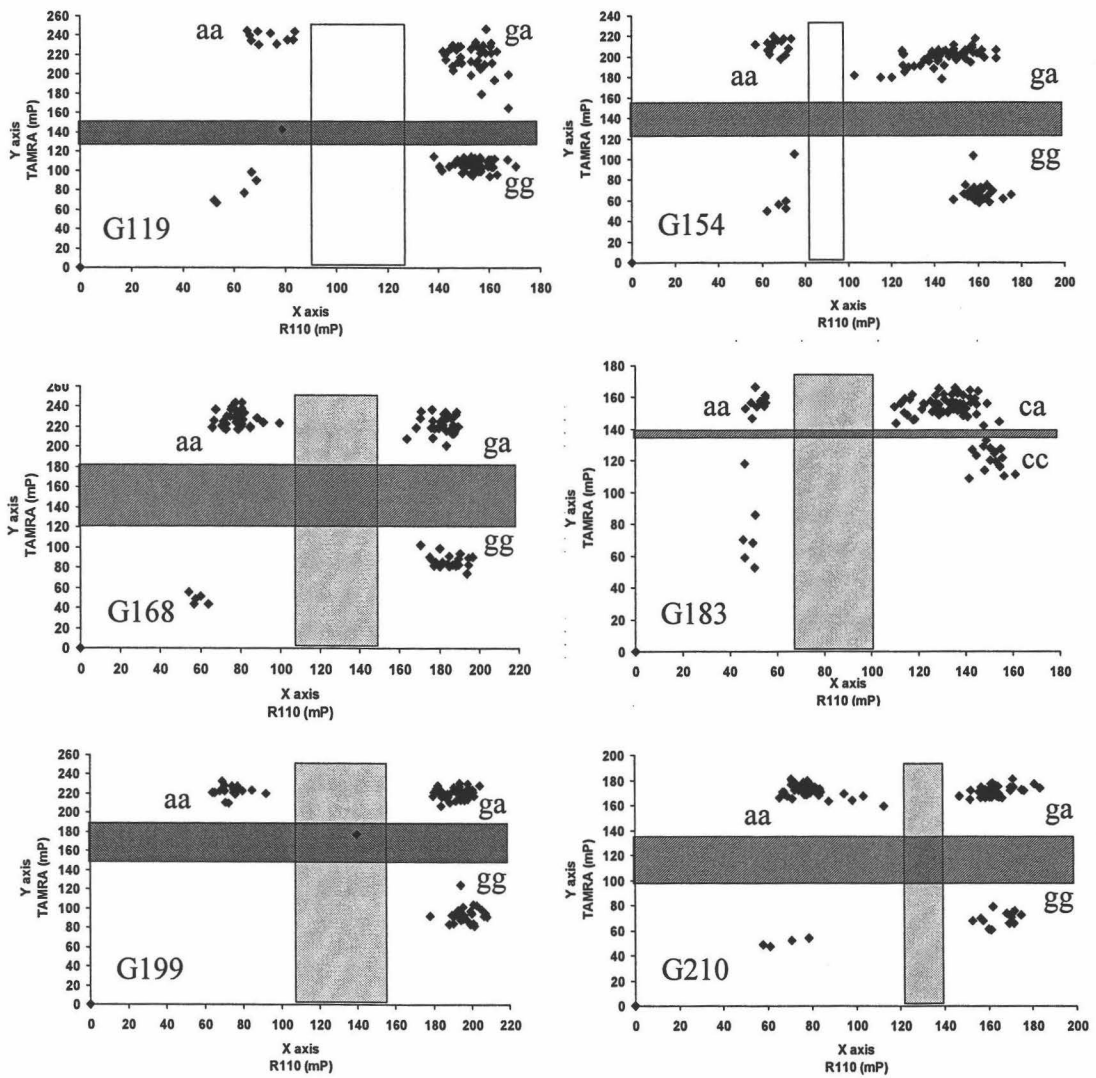 260
240
220
200
180
160
140
120
100
80
60
40
20
0
Y axis
TAMRA (mP)
aa
ga
gg
G119
0 20 40 60 80 100 120 140 160 180
X axis
R110 (mP)
240
220
200
180
160
140
120
100
80
60
40
20
0
Y axis
TAMRA (mP)
aa
ga
gg
G154
0 20 40 60 80 100 120 140 160 180 200
X axis
R110 (mP)
260
240
220
200
180
160
140
120
100
80
60
40
20
0
Y axis
TAMRA (mP)
aa
ga
gg
G168
0 20 40 60 80 100 120 140 160 180 200 220
X axis
R110 (mP)
180
160
140
120
100
80
60
40
20
0
Y axis
TAMRA (mP)
aa
ca
cc
G183
0 20 40 60 80 100 120 140 160 180
X axis
R110 (mP)
260
240
220
200
180
160
140
120
100
80
60
40
20
0
Y axis
TAMRA (mP)
aa
ga
gg
G199
0 20 40 60 80 100 120 140 160 180 200 220
X axis
R110 (mP)
200
180
160
140
120
100
80
60
40
20
0
Y axis
TAMRA (mP)
aa
ga
gg
G210
0 20 40 60 80 100 120 140 160 180 200
X axis
R110 (mP)